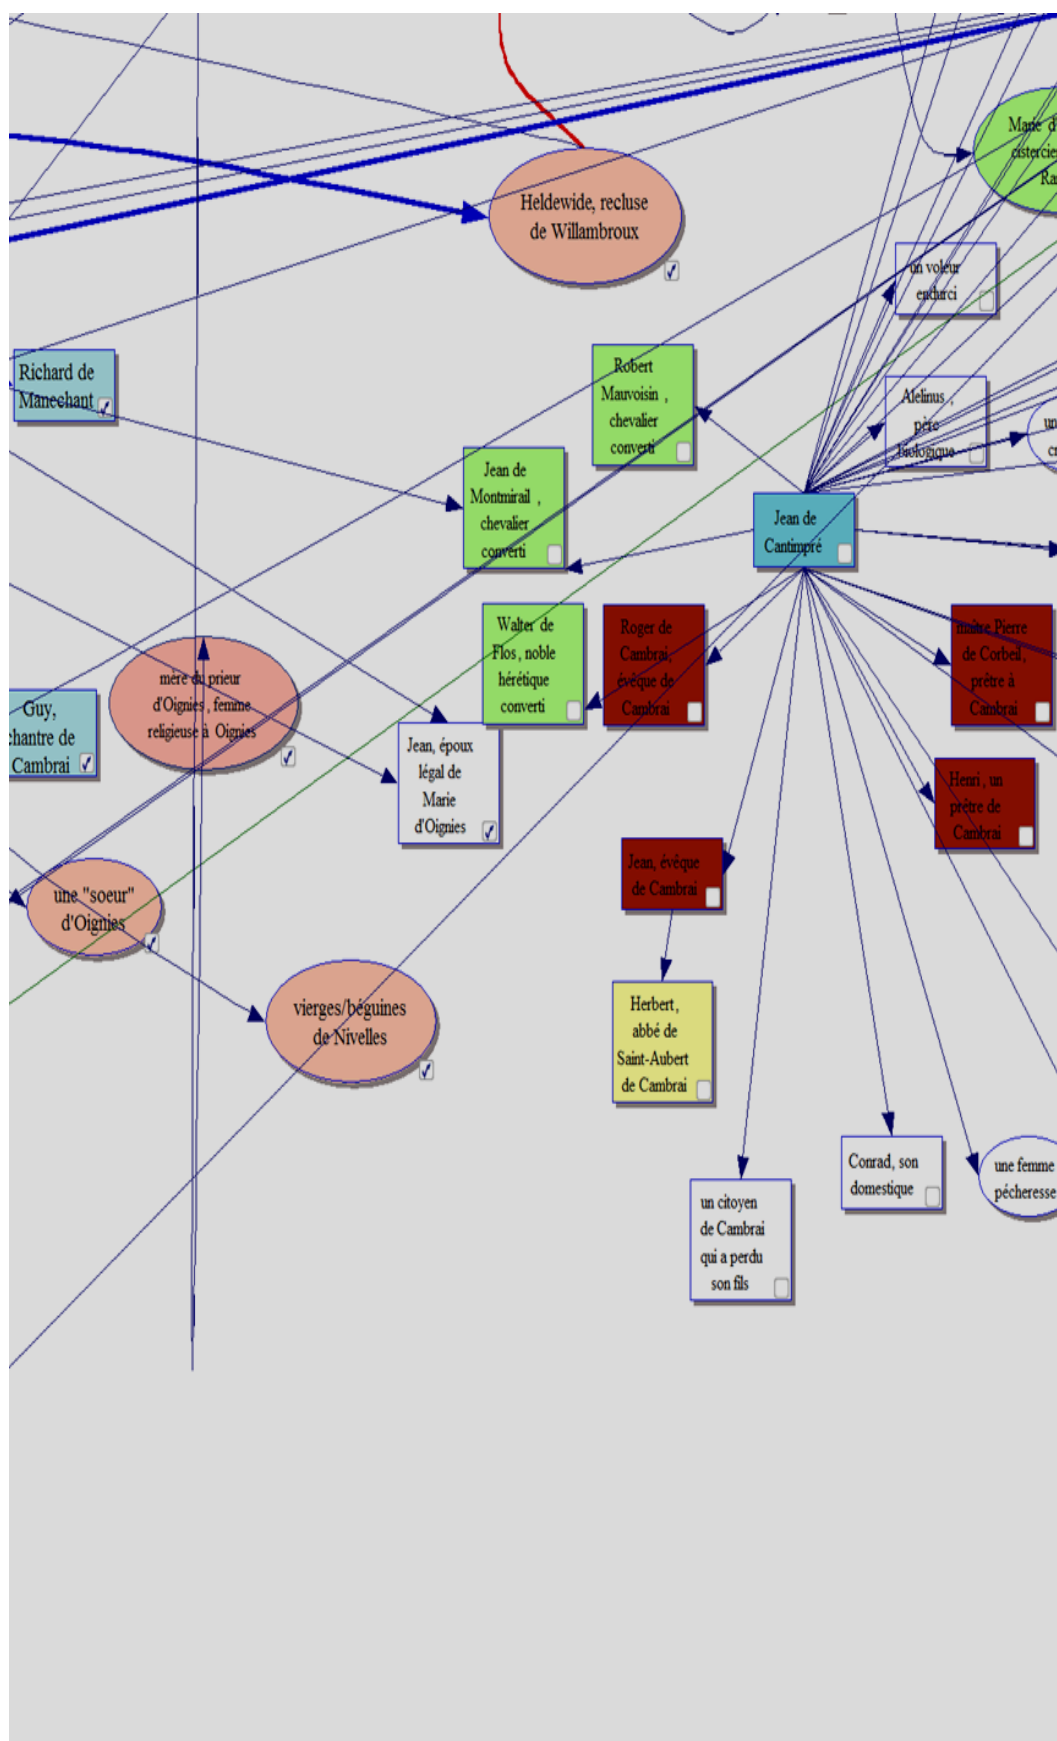 Marie d'
cistercie
Ra
Heldewide, recluse
de Willambroux
un voleur
endurci
Richard de
Manechant
Robert
Mauvoisin ,
chevalier
converti
Alelinus ,
père
biologique
un
cr
Jean de
Montmirail ,
chevalier
converti
Jean de
Cantimpré
Walter de
Flos, noble
hérétique
converti
Roger de
Cambrai,
évêque de
Cambrai
maître Pierre
de Corbeil,
prêtre à
Cambrai
mère du prieur
d'Oignies , femme
religieuse à Oignies
Guy,
chantre de
Cambrai
Jean, époux
légal de
Marie
d'Oignies
Henri , un
prêtre de
Cambrai
Jean, évêque
de Cambrai
une "soeur"
d'Oignies
vierges/béguines
de Nivelles
Herbert,
abbé de
Saint-Aubert
de Cambrai
Conrad, son
domestique
une femme
pécheresse
un citoyen
de Cambrai
qui a perdu
son fils